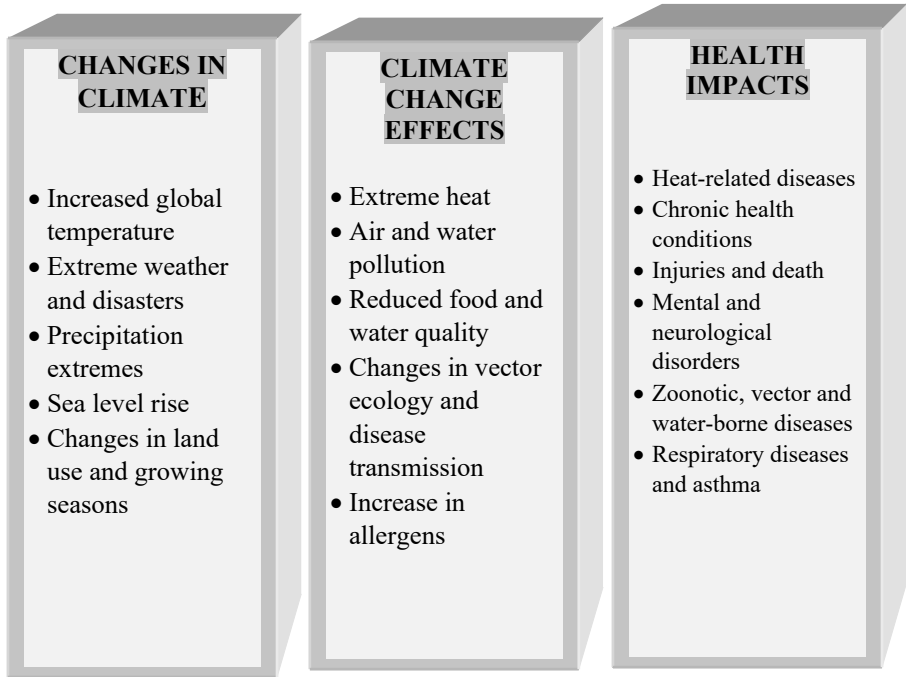 CHANGES IN
CLIMATE
• Increased global
temperature
• Extreme weather
and disasters
• Precipitation
extremes
• Sea level rise
• Changes in land
use and growing
seasons
CLIMATE
CHANGE
EFFECTS
• Extreme heat
• Air and water
pollution
• Reduced food and
water quality
• Changes in vector
ecology and
disease
transmission
• Increase in
allergens
HEALTH
IMPACTS
• Heat-related diseases
• Chronic health
conditions
• Injuries and death
• Mental and
neurological
disorders
• Zoonotic, vector and
water-borne diseases
• Respiratory diseases
and asthma